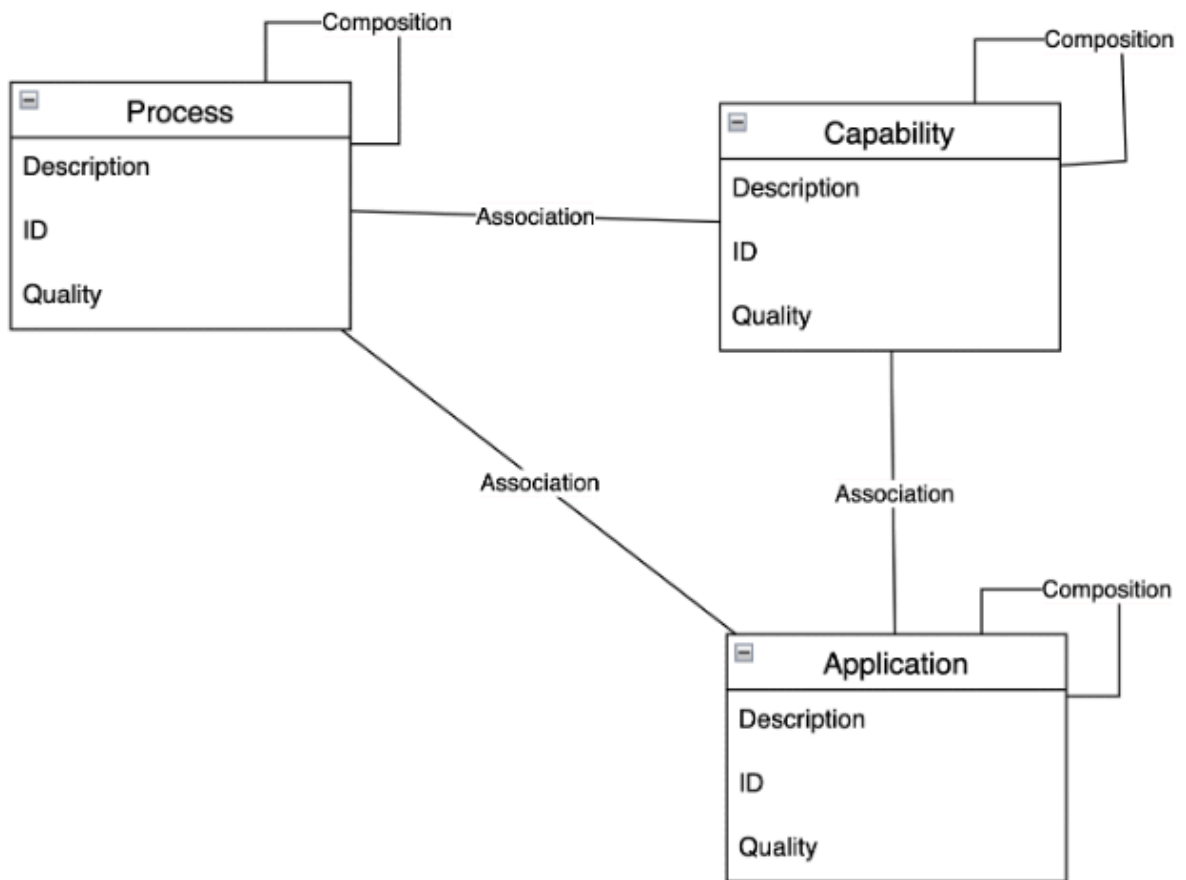 Composition
Process
Description
ID
Quality
Composition
Capability
Description
ID
Quality
Association
Association
Association
Composition
Application
Description
ID
Quality